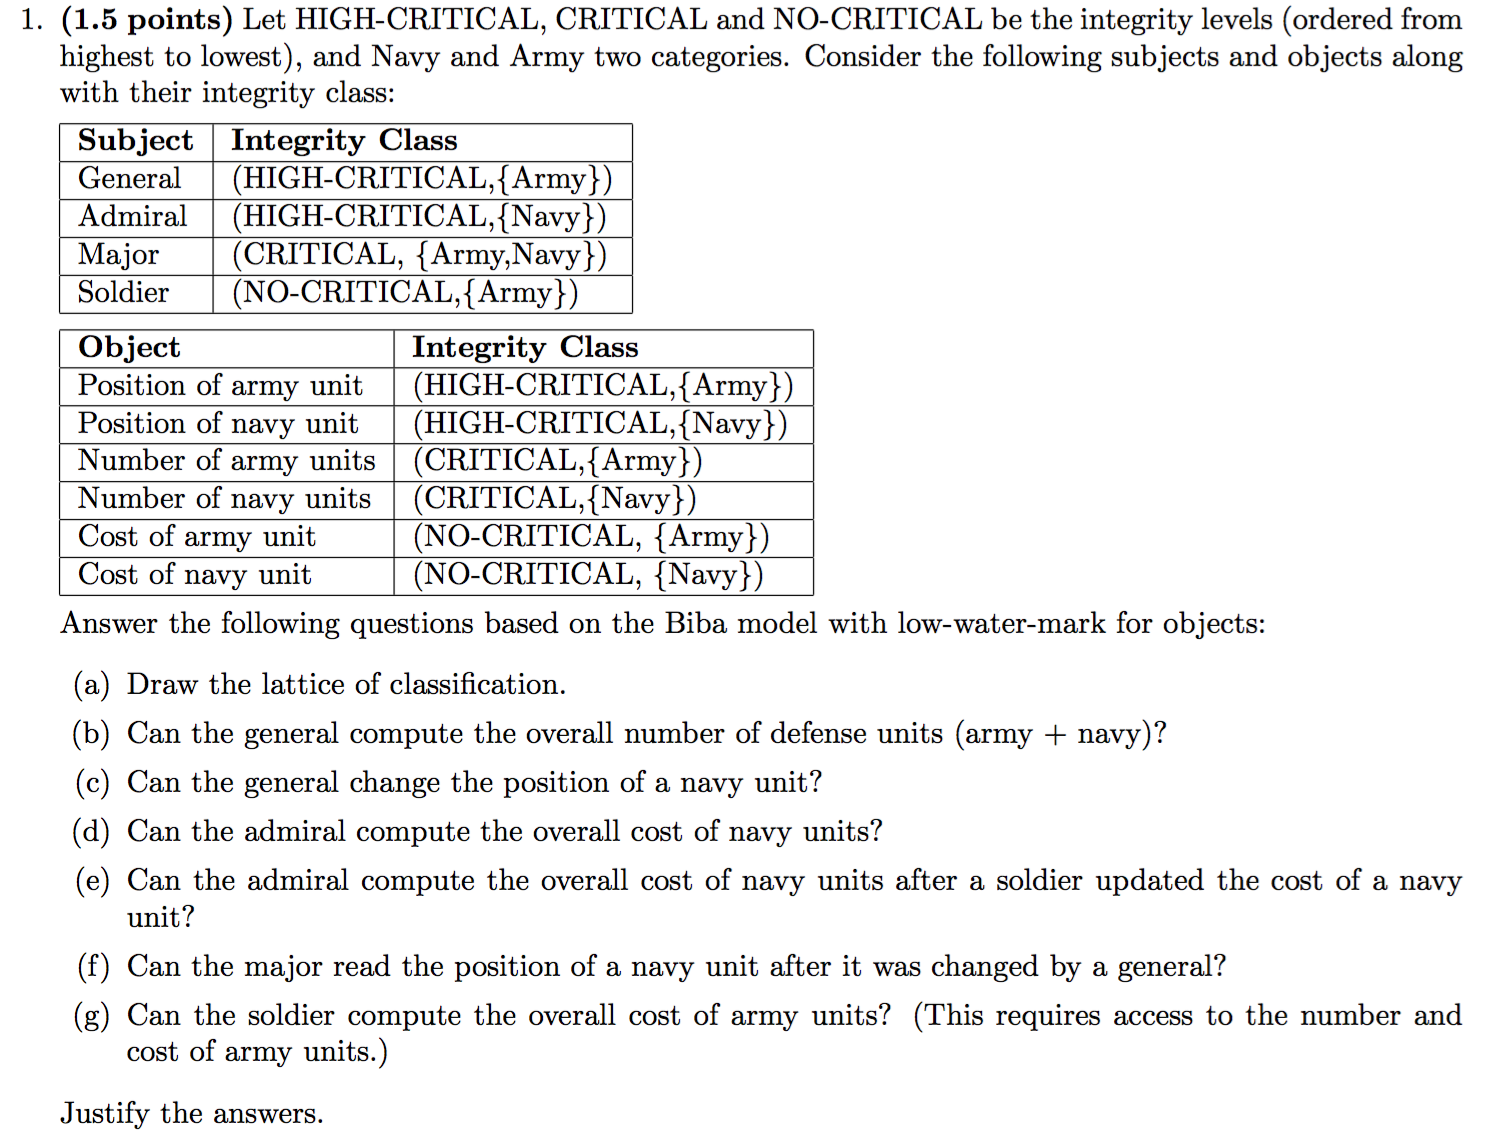 1. (1.5 points) Let HIGH-CRITICAL, CRITICAL and NO-CRITICAL be the integrity levels (ordered from
highest to lowest), and Navy and Army two categories. Consider the following subjects and objects along
with their integrity class:
Subject Integrity Class
General (HIGH-CRITICAL,{Army})
Admiral (HIGH-CRITICAL,{Navy})
Major (CRITICAL, {Army,Navy})
Soldier (NO-CRITICAL,{Army})
Object Integrity Class
Position of army unit (HIGH-CRITICAL,{Army})
Position of navy unit (HIGH-CRITICAL,{Navy})
Number of army units (CRITICAL,{Army})
Number of navy units (CRITICAL,{Navy})
Cost of army unit (NO-CRITICAL, {Army})
Cost of navy unit (NO-CRITICAL, {Navy})
Answer the following questions based on the Biba model with low-water-mark for objects:
(a) Draw the lattice of classification.
(b) Can the general compute the overall number of defense units (army + navy)?
(c) Can the general change the position of a navy unit?
(d) Can the admiral compute the overall cost of navy units?
(e) Can the admiral compute the overall cost of navy units after a soldier updated the cost of a navy
unit?
(f) Can the major read the position of a navy unit after it was changed by a general?
(g) Can the soldier compute the overall cost of army units? (This requires access to the number and
cost of army units.)
Justify the answers.